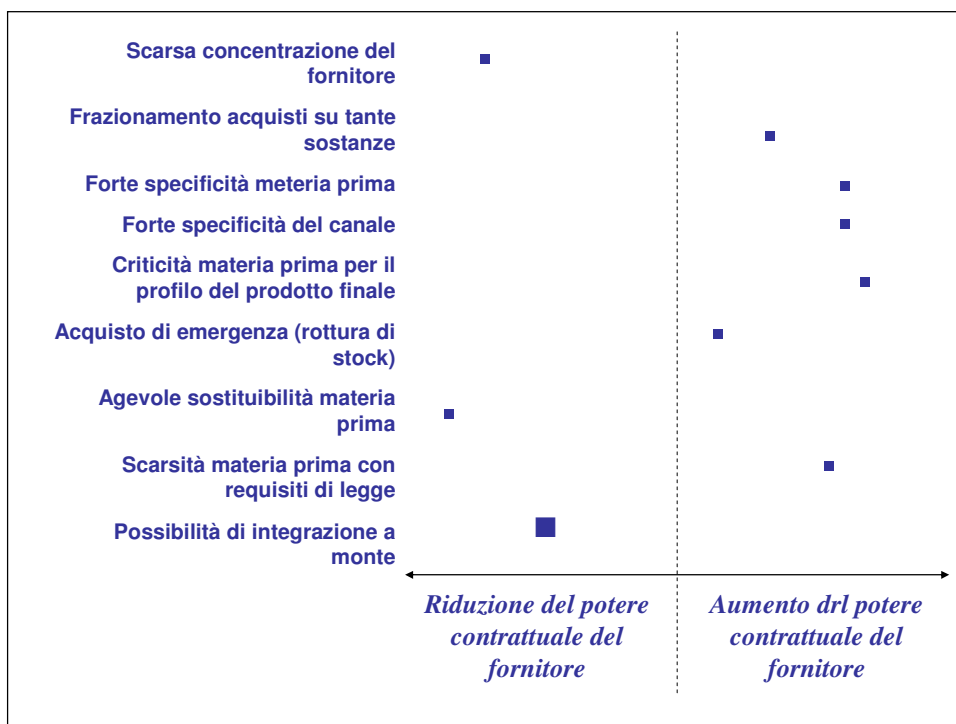 Scarsa concentrazione del
fornitore
Frazionamento acquisti su tante
sostanze
Forte specificità meteria prima
Forte specificità del canale
Criticità materia prima per il
profilo del prodotto finale
Acquisto di emergenza (rottura di
stock)
Agevole sostituibilità materia
prima
Scarsità materia prima con
requisiti di legge
Possibilità di integrazione a
monte
Riduzione del potere
contrattuale del
fornitore
Aumento drl potere
contrattuale del
fornitore